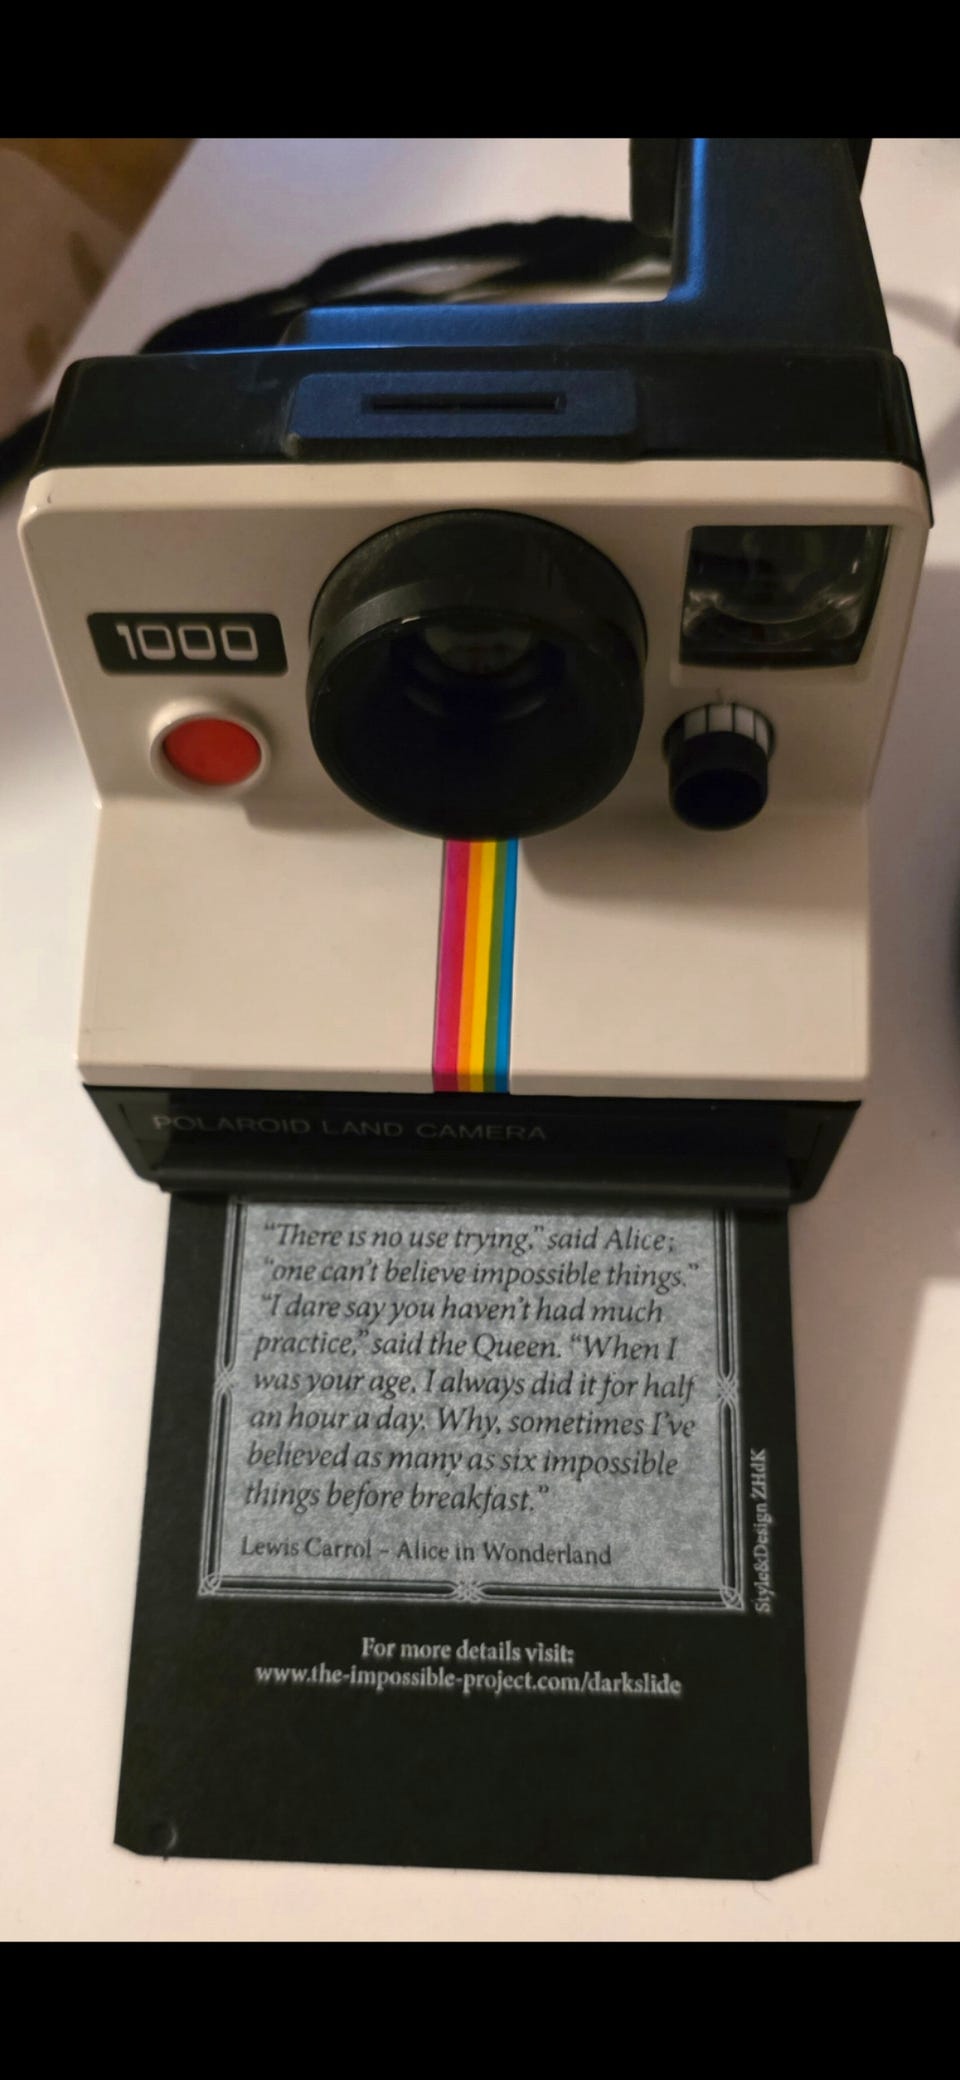 1000
POLAROID LAND CAMERA
“There is no use trying,” said Alice;
“one can’t believe impossible things.”
“I dare say you haven’t had much
practice,” said the Queen. “When I
was your age, I always did it for half
an hour a day. Why, sometimes I’ve
believed as many as six impossible
things before breakfast.”
Lewis Carrol – Alice in Wonderland
Style&Design ZHdK
For more details visit:
www.the-impossible-project.com/darkslide